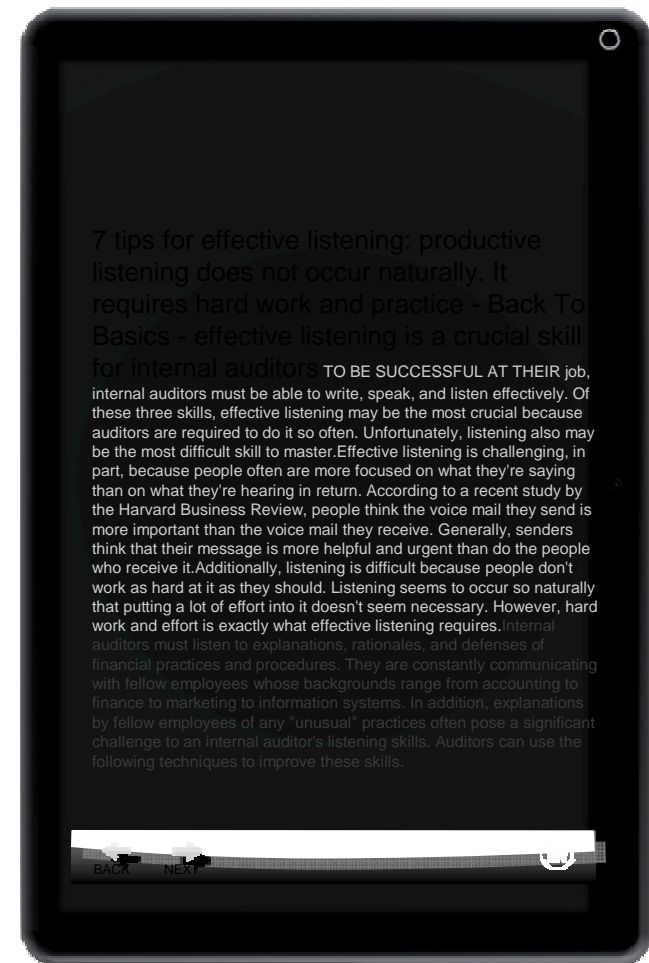 7 tips for effective listening: productive
listening does not occur naturally. It
requires hard work and practice - Back To
Basics - effective listening is a crucial skill
for internal auditors TO BE SUCCESSFUL AT THEIR job,
internal auditors must be able to write, speak, and listen effectively. Of
these three skills, effective listening may be the most crucial because
auditors are required to do it so often. Unfortunately, listening also may
be the most difficult skill to master.Effective listening is challenging, in
part, because people often are more focused on what they're saying
than on what they're hearing in return. According to a recent study by
the Harvard Business Review, people think the voice mail they send is
more important than the voice mail they receive. Generally, senders
think that their message is more helpful and urgent than do the people
who receive it.Additionally, listening is difficult because people don't
work as hard at it as they should. Listening seems to occur so naturally
that putting a lot of effort into it doesn't seem necessary. However, hard
work and effort is exactly what effective listening requires.Internal
auditors must listen to explanations, rationales, and defenses of
financial practices and procedures. They are constantly communicating
with fellow employees whose backgrounds range from accounting to
finance to marketing to information systems. In addition, explanations
by fellow employees of any "unusual" practices often pose a significant
challenge to an internal auditor's listening skills. Auditors can use the
following techniques to improve these skills.
BACK NEXT